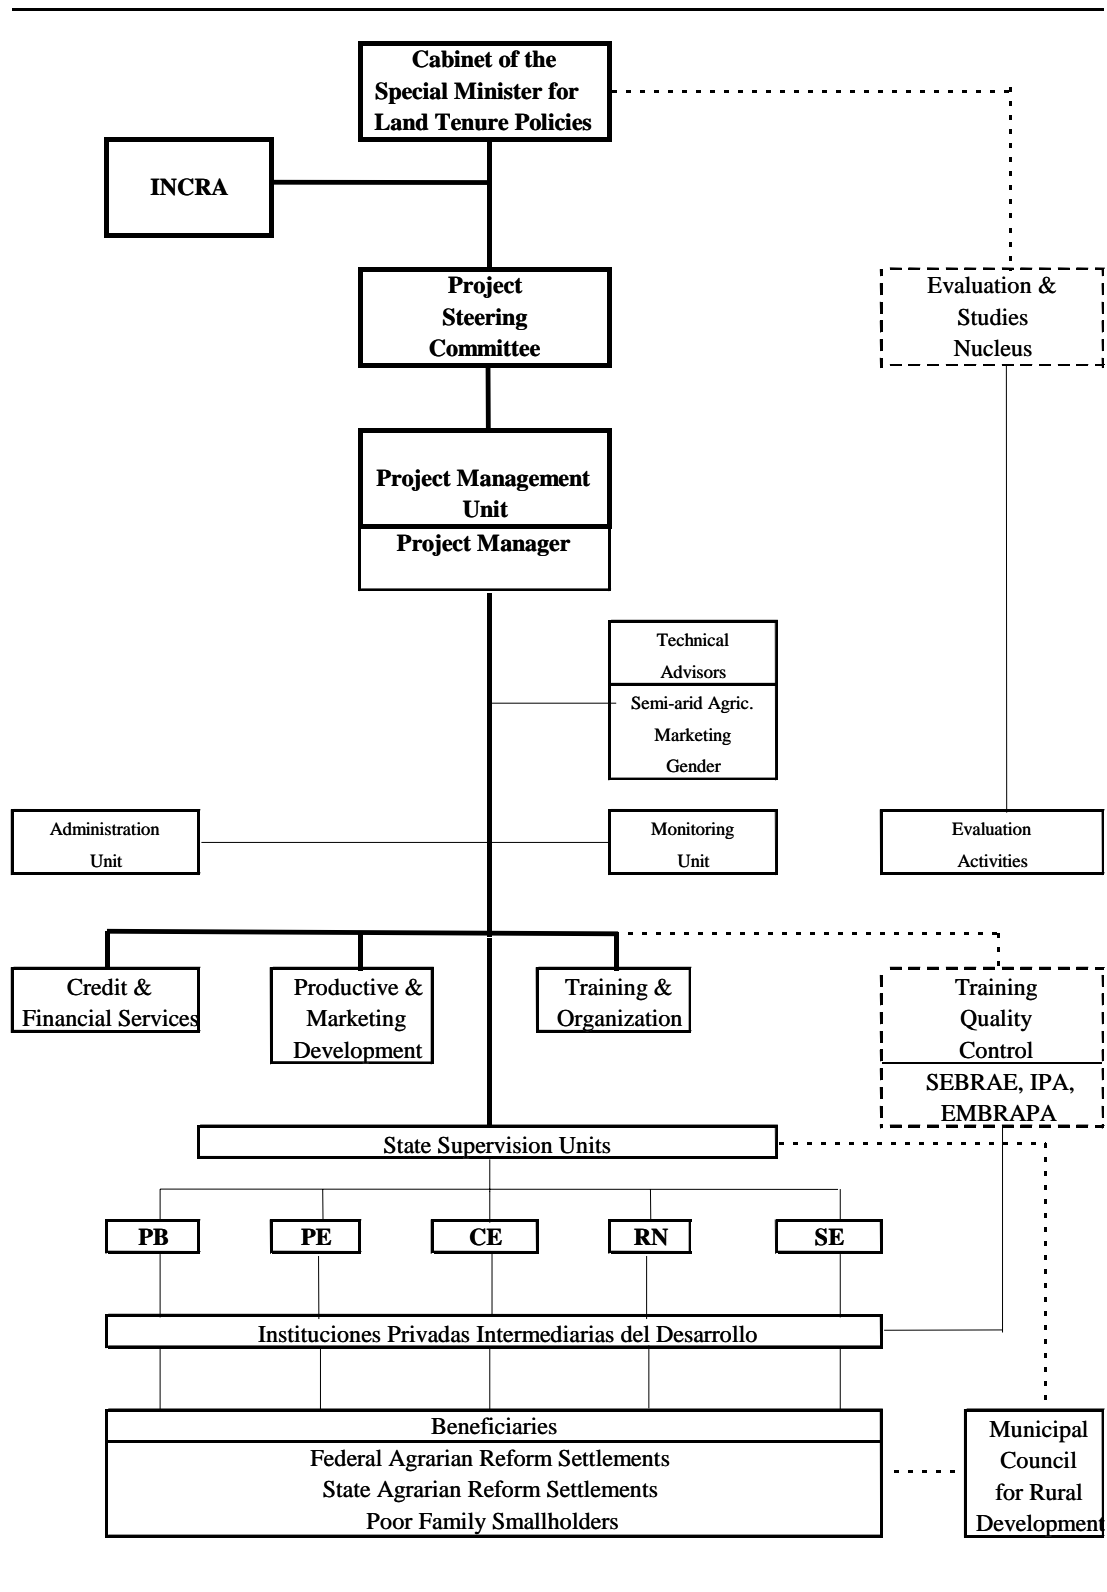 Cabinet of the
Special Minister for
Land Tenure Policies
INCRA
Project
Steering
Committee
Evaluation &
Studies
Nucleus
Project Management
Unit
Project Manager
Technical
Advisors
Semi-arid Agric.
Marketing
Gender
Administration
Unit
Monitoring
Unit
Evaluation
Activities
Credit &
Financial Services
Productive &
Marketing
Development
Training &
Organization
Training
Quality
Control
SEBRAE, IPA,
EMBRAPA
State Supervision Units
PB
PE
CE
RN
SE
Instituciones Privadas Intermediarias del Desarrollo
Beneficiaries
Federal Agrarian Reform Settlements
State Agrarian Reform Settlements
Poor Family Smallholders
Municipal
Council
for Rural
Development